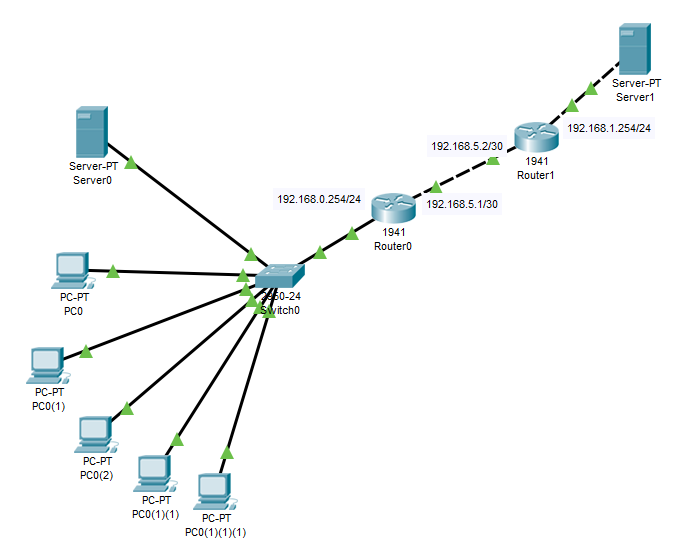 Server-PT
Server1
192.168.1.254/24
192.168.5.2/30
1941
Router1
Server-PT
Server0
192.168.0.254/24
192.168.5.1/30
1941
Router0
PC-PT
PC0
2960-24
Switch0
PC-PT
PC0(1)
PC-PT
PC0(2)
PC-PT
PC0(1)(1)
PC-PT
PC0(1)(1)(1)